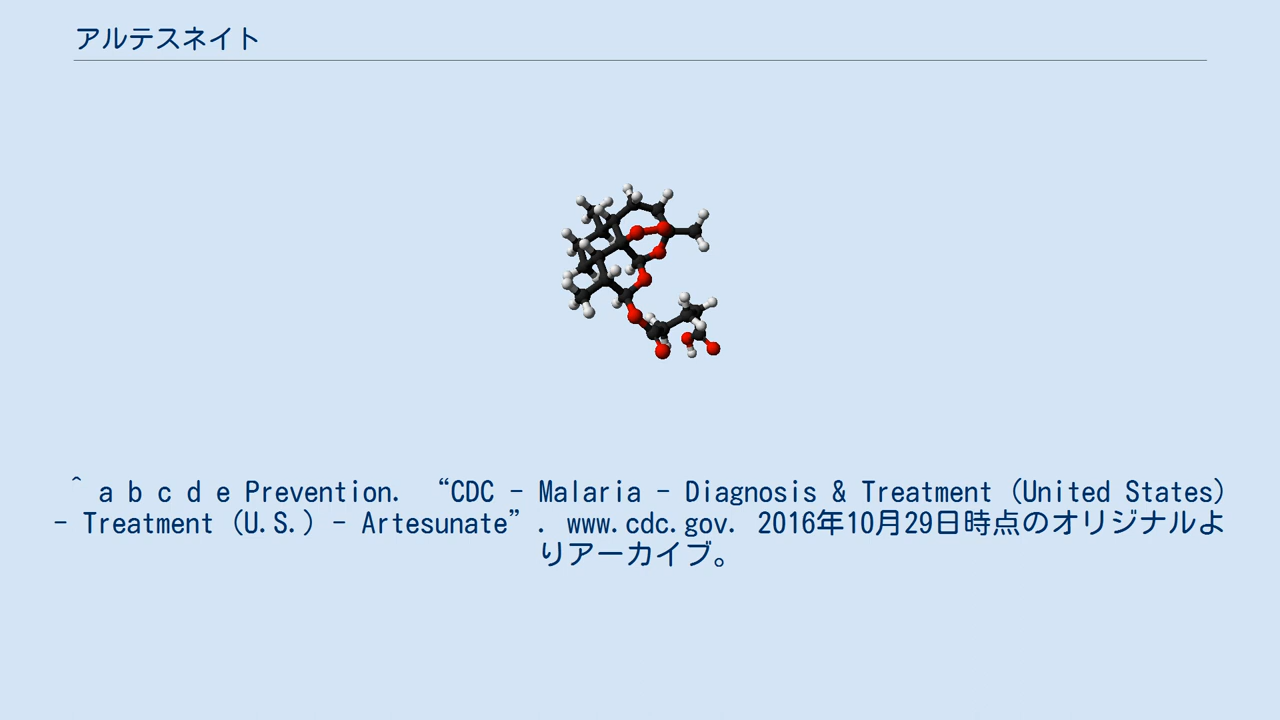 アルテスネイト
^ a b c d e Prevention. “CDC - Malaria - Diagnosis & Treatment (United States)
- Treatment (U.S.) - Artesunate”. www.cdc.gov. 2016年10月29日時点のオリジナルよ
りアーカイブ。